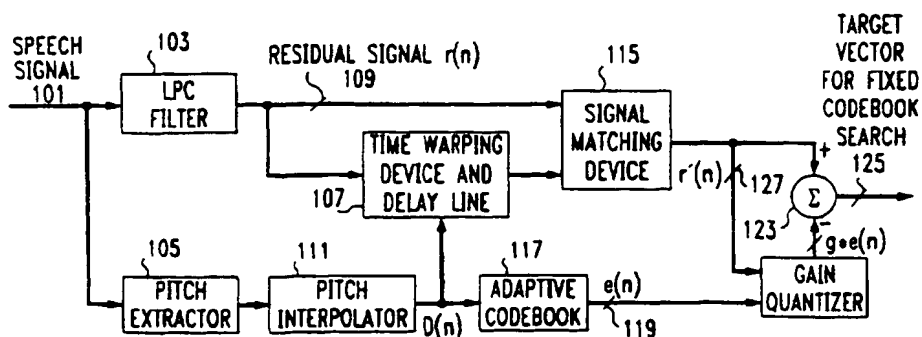 SPEECH
SIGNAL
101
103
LPC
FILTER
RESIDUAL SIGNAL r(n)
109
TIME WARPING
DEVICE AND
DELAY LINE
107
115
SIGNAL
MATCHING
DEVICE
TARGET
VECTOR
FOR FIXED
CODEBOOK
SEARCH
125
+
r'(n)
127
Σ
123
−
g•e(n)
105
PITCH
EXTRACTOR
111
PITCH
INTERPOLATOR
D(n)
117
ADAPTIVE
CODEBOOK
e(n)
119
GAIN
QUANTIZER